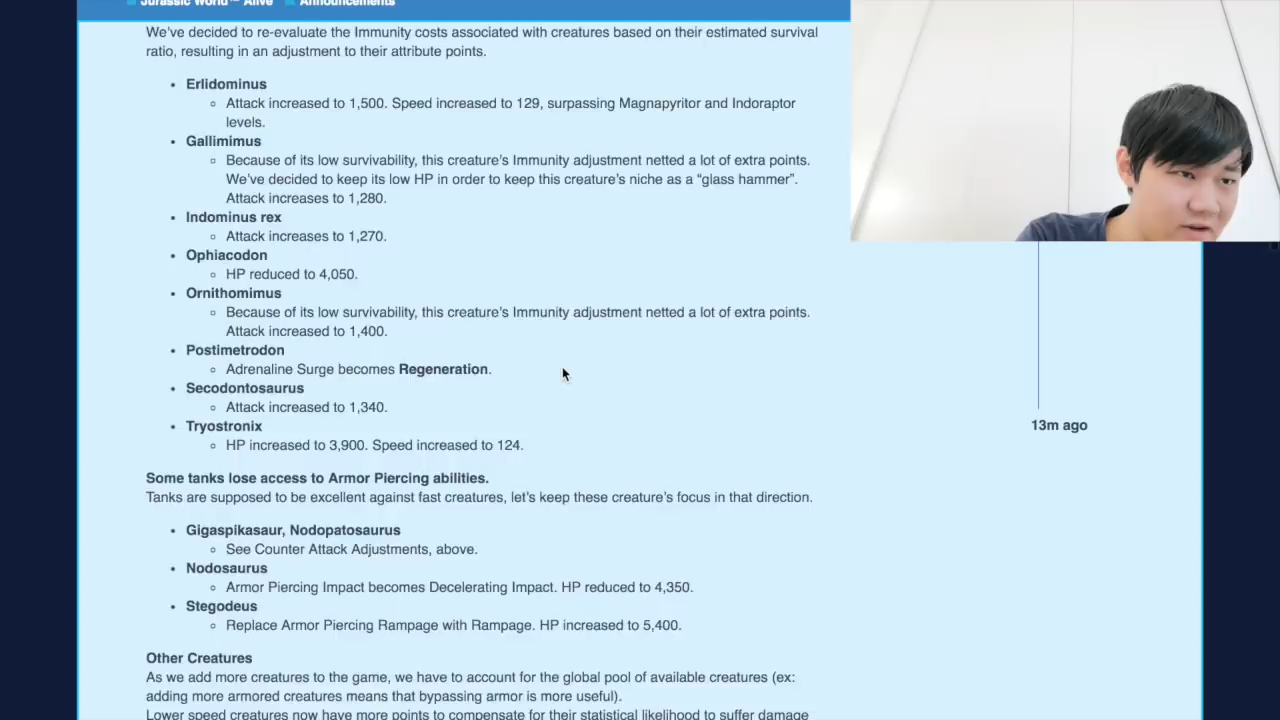 Jurassic World™ Alive Announcements
We’ve decided to re-evaluate the Immunity costs associated with creatures based on their estimated survival
ratio, resulting in an adjustment to their attribute points.
• Erlidominus
◦ Attack increased to 1,500. Speed increased to 129, surpassing Magnapyritor and Indoraptor
levels.
• Gallimimus
◦ Because of its low survivability, this creature’s Immunity adjustment netted a lot of extra points.
We’ve decided to keep its low HP in order to keep this creature’s niche as a “glass hammer”.
Attack increases to 1,280.
• Indominus rex
◦ Attack increases to 1,270.
• Ophiacodon
◦ HP reduced to 4,050.
• Ornithomimus
◦ Because of its low survivability, this creature’s Immunity adjustment netted a lot of extra points.
Attack increased to 1,400.
• Postimetrodon
◦ Adrenaline Surge becomes Regeneration.
• Secodontosaurus
◦ Attack increased to 1,340.
• Tryostronix
◦ HP increased to 3,900. Speed increased to 124.
13m ago
Some tanks lose access to Armor Piercing abilities.
Tanks are supposed to be excellent against fast creatures, let’s keep these creature’s focus in that direction.
• Gigaspikasaur, Nodopatosaurus
◦ See Counter Attack Adjustments, above.
• Nodosaurus
◦ Armor Piercing Impact becomes Decelerating Impact. HP reduced to 4,350.
• Stegodeus
◦ Replace Armor Piercing Rampage with Rampage. HP increased to 5,400.
Other Creatures
As we add more creatures to the game, we have to account for the global pool of available creatures (ex:
adding more armored creatures means that bypassing armor is more useful).
Lower speed creatures now have more points to compensate for their statistical likelihood to suffer damage